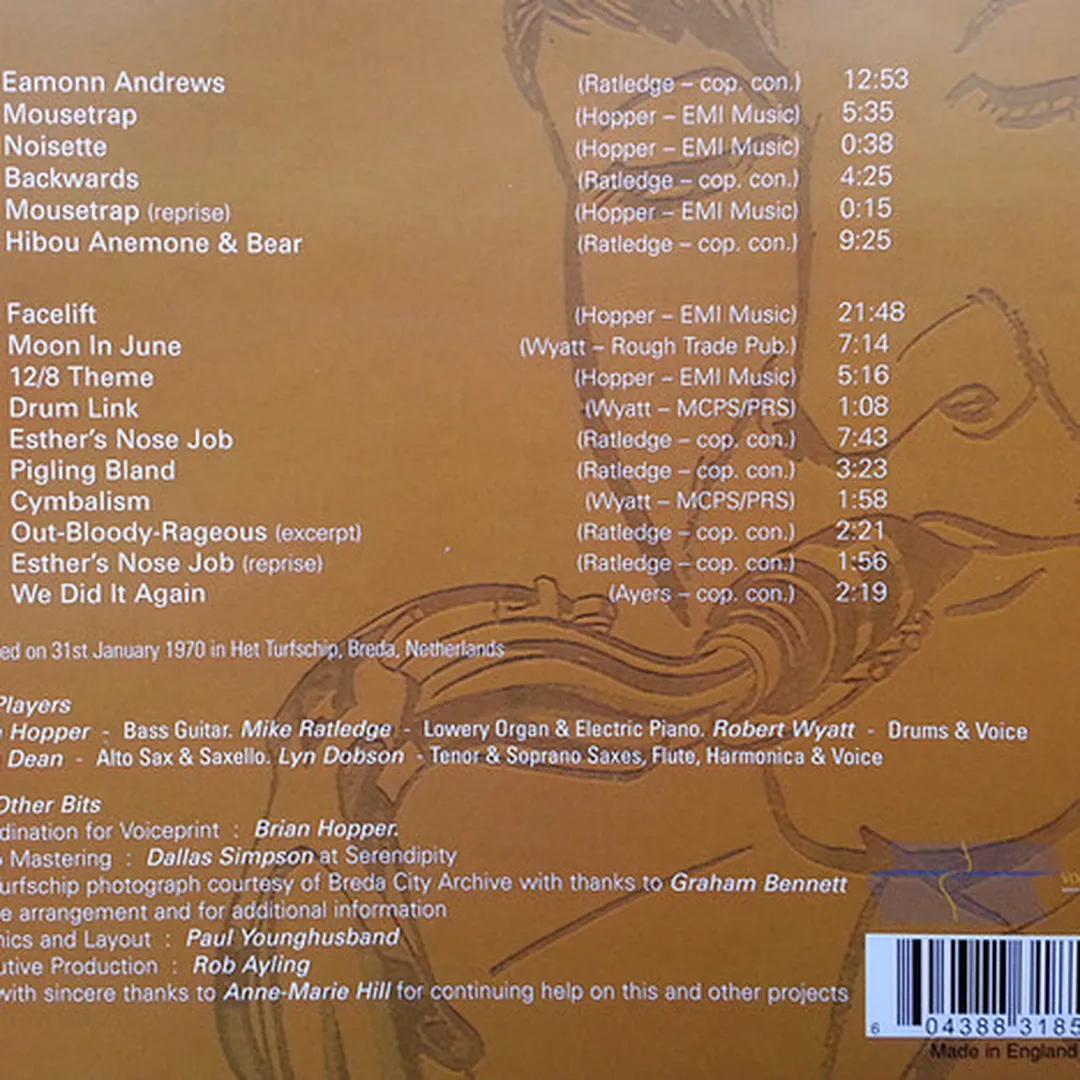 Eamonn Andrews (Ratledge – cop. con.) 12:53
Mousetrap (Hopper – EMI Music) 5:35
Noisette (Hopper – EMI Music) 0:38
Backwards (Ratledge – cop. con.) 4:25
Mousetrap (reprise) (Hopper – EMI Music) 0:15
Hibou Anemone & Bear (Ratledge – cop. con.) 9:25
Facelift (Hopper – EMI Music) 21:48
Moon In June (Wyatt – Rough Trade Pub.) 7:14
12/8 Theme (Hopper – EMI Music) 5:16
Drum Link (Wyatt – MCPS/PRS) 1:08
Esther's Nose Job (Ratledge – cop. con.) 7:43
Pigling Bland (Ratledge – cop. con.) 3:23
Cymbalism (Wyatt – MCPS/PRS) 1:58
Out-Bloody-Rageous (excerpt) (Ratledge – cop. con.) 2:21
Esther's Nose Job (reprise) (Ratledge – cop. con.) 1:56
We Did It Again (Ayers – cop. con.) 2:19
ed on 31st January 1970 in Het Turfschip, Breda, Netherlands
Players
Hopper - Bass Guitar. Mike Ratledge - Lowery Organ & Electric Piano. Robert Wyatt - Drums & Voice
Dean - Alto Sax & Saxello. Lyn Dobson - Tenor & Soprano Saxes, Flute, Harmonica & Voice
Other Bits
dination for Voiceprint : Brian Hopper.
Mastering : Dallas Simpson at Serendipity
urfschip photograph courtesy of Breda City Archive with thanks to Graham Bennett
e arrangement and for additional information
hics and Layout : Paul Younghusband
utive Production : Rob Ayling
with sincere thanks to Anne-Marie Hill for continuing help on this and other projects
6 04388 3185
Made in England